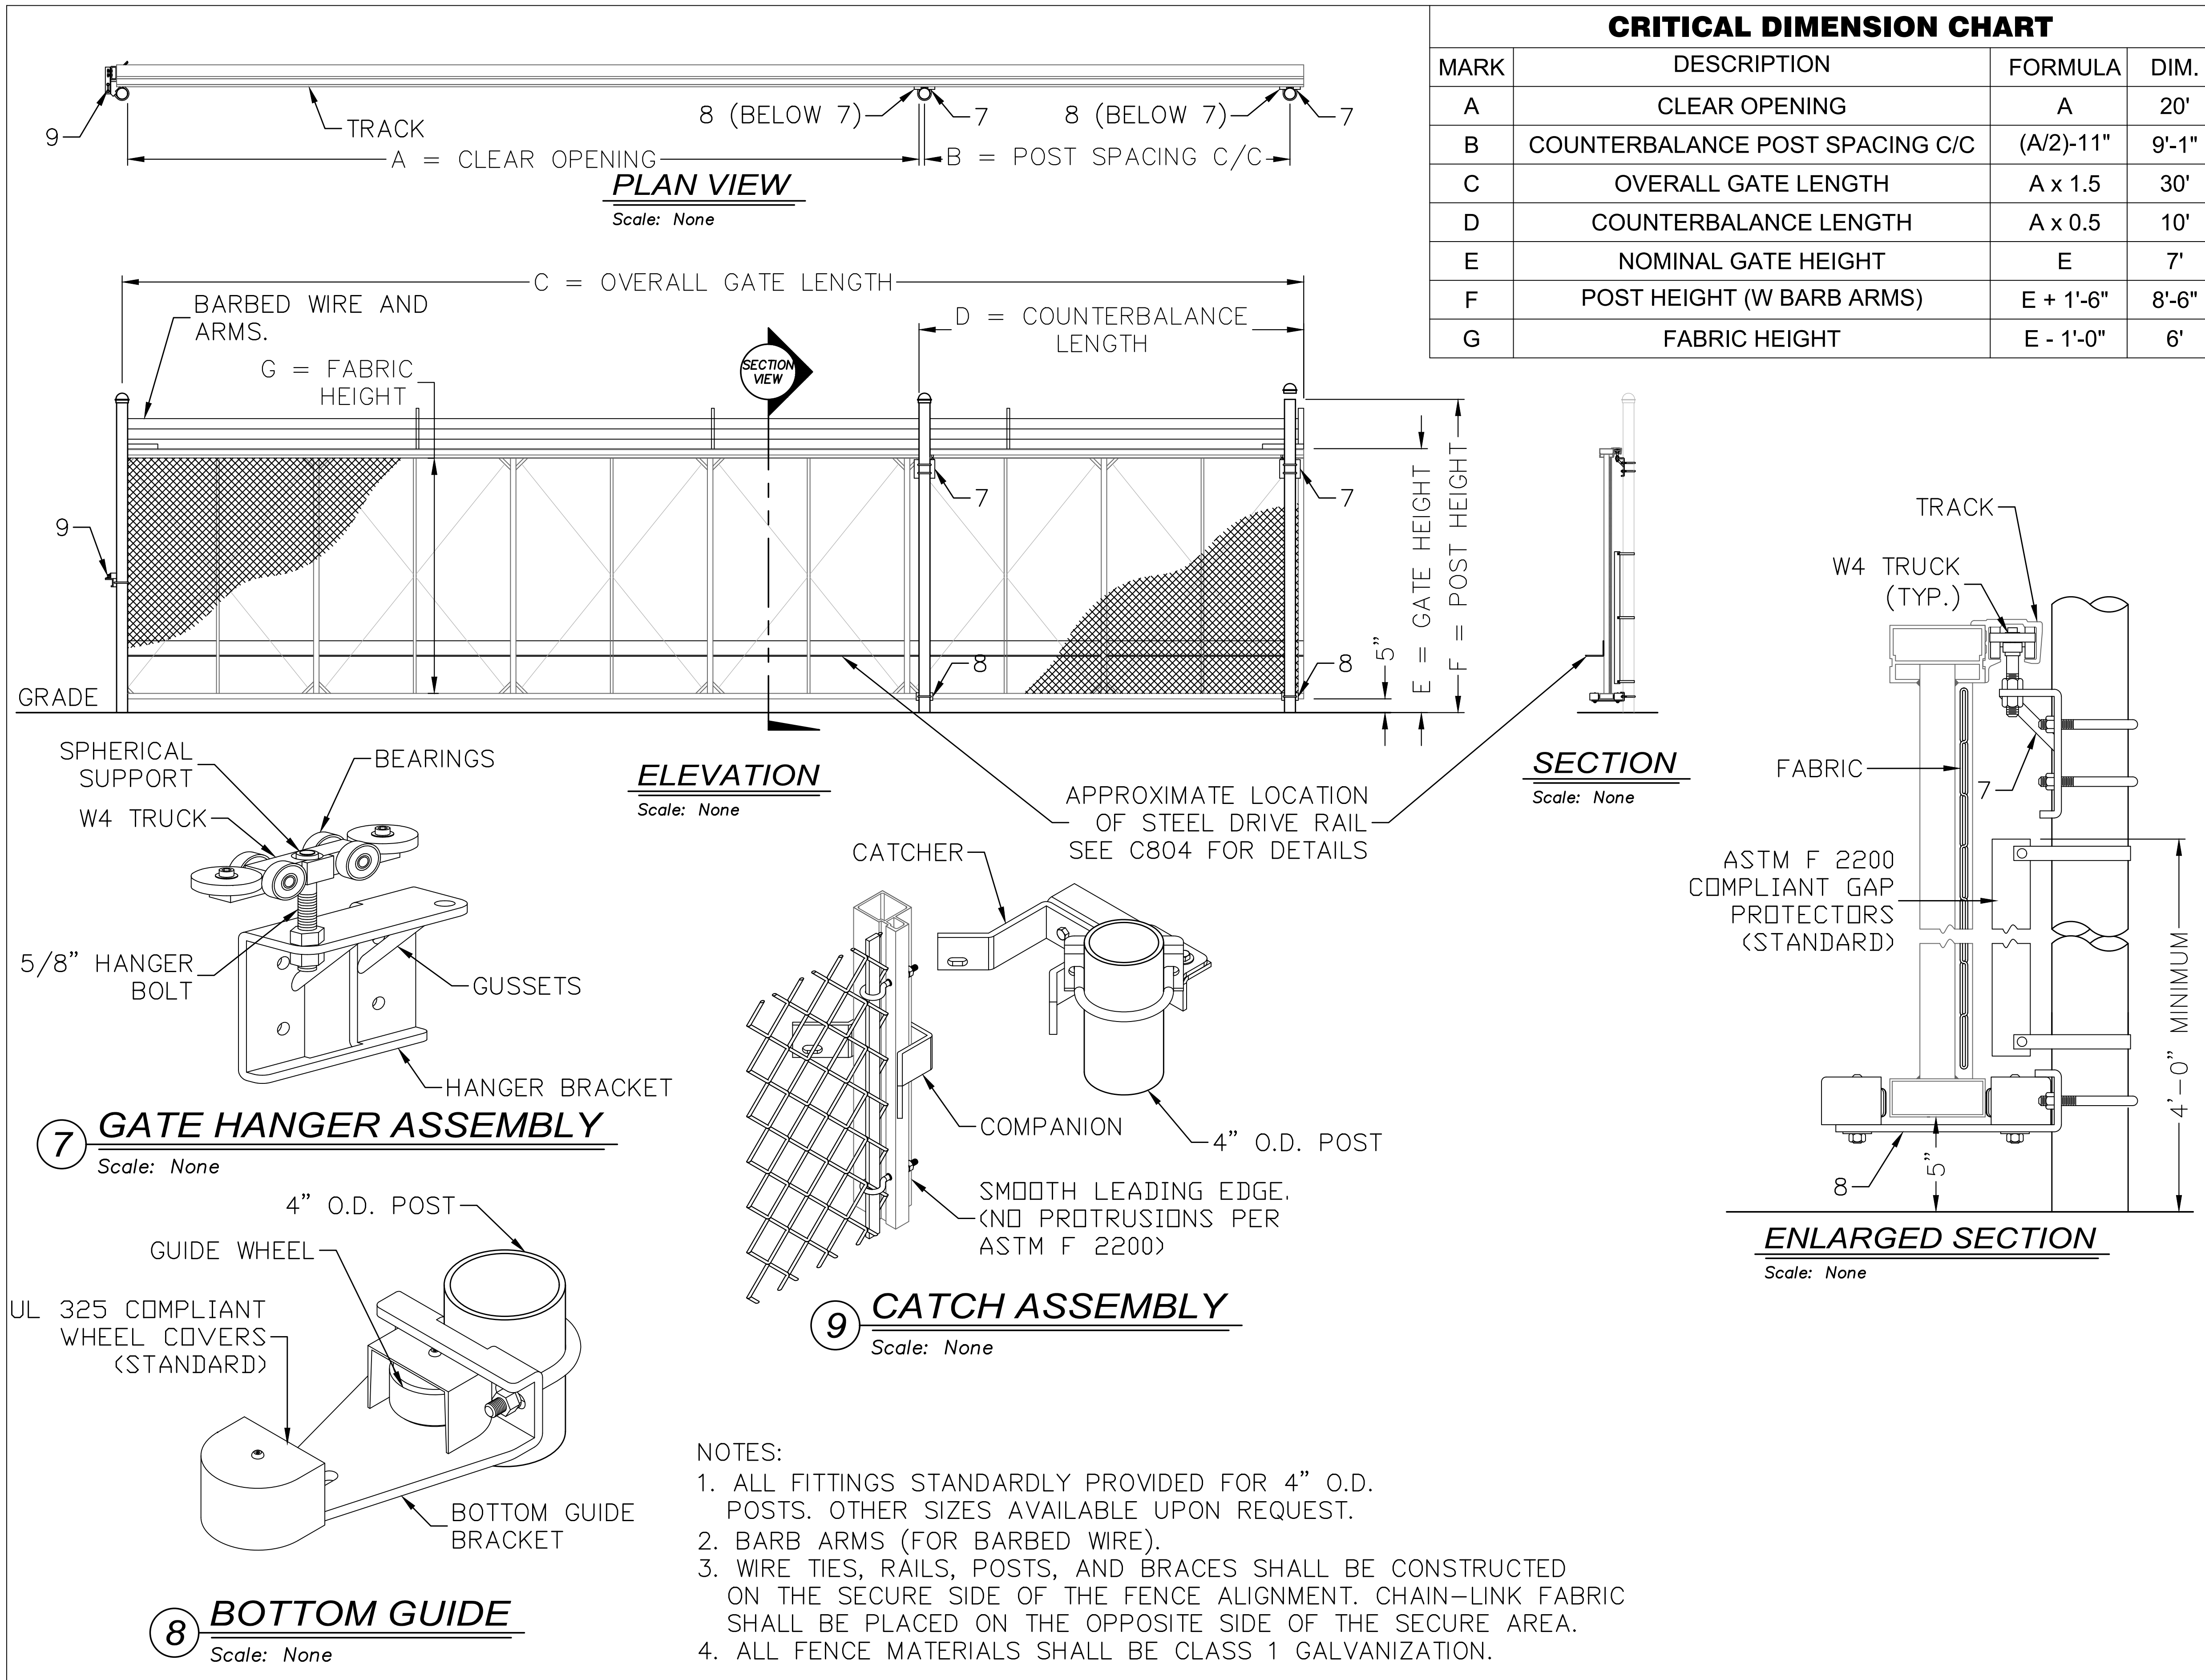 CRITICAL DIMENSION CHART
MARK DESCRIPTION FORMULA DIM.
A CLEAR OPENING A 20'
B COUNTERBALANCE POST SPACING C/C (A/2)-11" 9'-1"
C OVERALL GATE LENGTH A x 1.5 30'
D COUNTERBALANCE LENGTH A x 0.5 10'
E NOMINAL GATE HEIGHT E 7'
F POST HEIGHT (W BARB ARMS) E + 1'-6" 8'-6"
G FABRIC HEIGHT E - 1'-0" 6'
9
TRACK
8 (BELOW 7)
7
8 (BELOW 7)
7
A = CLEAR OPENING
B = POST SPACING C/C
PLAN VIEW
Scale: None
C = OVERALL GATE LENGTH
BARBED WIRE AND
ARMS.
D = COUNTERBALANCE
LENGTH
G = FABRIC
HEIGHT
SECTION
VIEW
7
7
9
8
8
5"
E = GATE HEIGHT
F = POST HEIGHT
GRADE
ELEVATION
Scale: None
APPROXIMATE LOCATION
OF STEEL DRIVE RAIL
SEE C804 FOR DETAILS
SECTION
Scale: None
TRACK
W4 TRUCK
(TYP.)
FABRIC
7
ASTM F 2200
COMPLIANT GAP
PROTECTORS
(STANDARD)
4'-0" MINIMUM
5"
8
ENLARGED SECTION
Scale: None
SPHERICAL
SUPPORT
BEARINGS
W4 TRUCK
5/8" HANGER
BOLT
GUSSETS
HANGER BRACKET
7 GATE HANGER ASSEMBLY
Scale: None
CATCHER
COMPANION
4" O.D. POST
SMOOTH LEADING EDGE.
(NO PROTRUSIONS PER
ASTM F 2200)
9 CATCH ASSEMBLY
Scale: None
4" O.D. POST
GUIDE WHEEL
UL 325 COMPLIANT
WHEEL COVERS
(STANDARD)
BOTTOM GUIDE
BRACKET
8 BOTTOM GUIDE
Scale: None
NOTES:
1. ALL FITTINGS STANDARDLY PROVIDED FOR 4" O.D.
POSTS. OTHER SIZES AVAILABLE UPON REQUEST.
2. BARB ARMS (FOR BARBED WIRE).
3. WIRE TIES, RAILS, POSTS, AND BRACES SHALL BE CONSTRUCTED
ON THE SECURE SIDE OF THE FENCE ALIGNMENT. CHAIN-LINK FABRIC
SHALL BE PLACED ON THE OPPOSITE SIDE OF THE SECURE AREA.
4. ALL FENCE MATERIALS SHALL BE CLASS 1 GALVANIZATION.